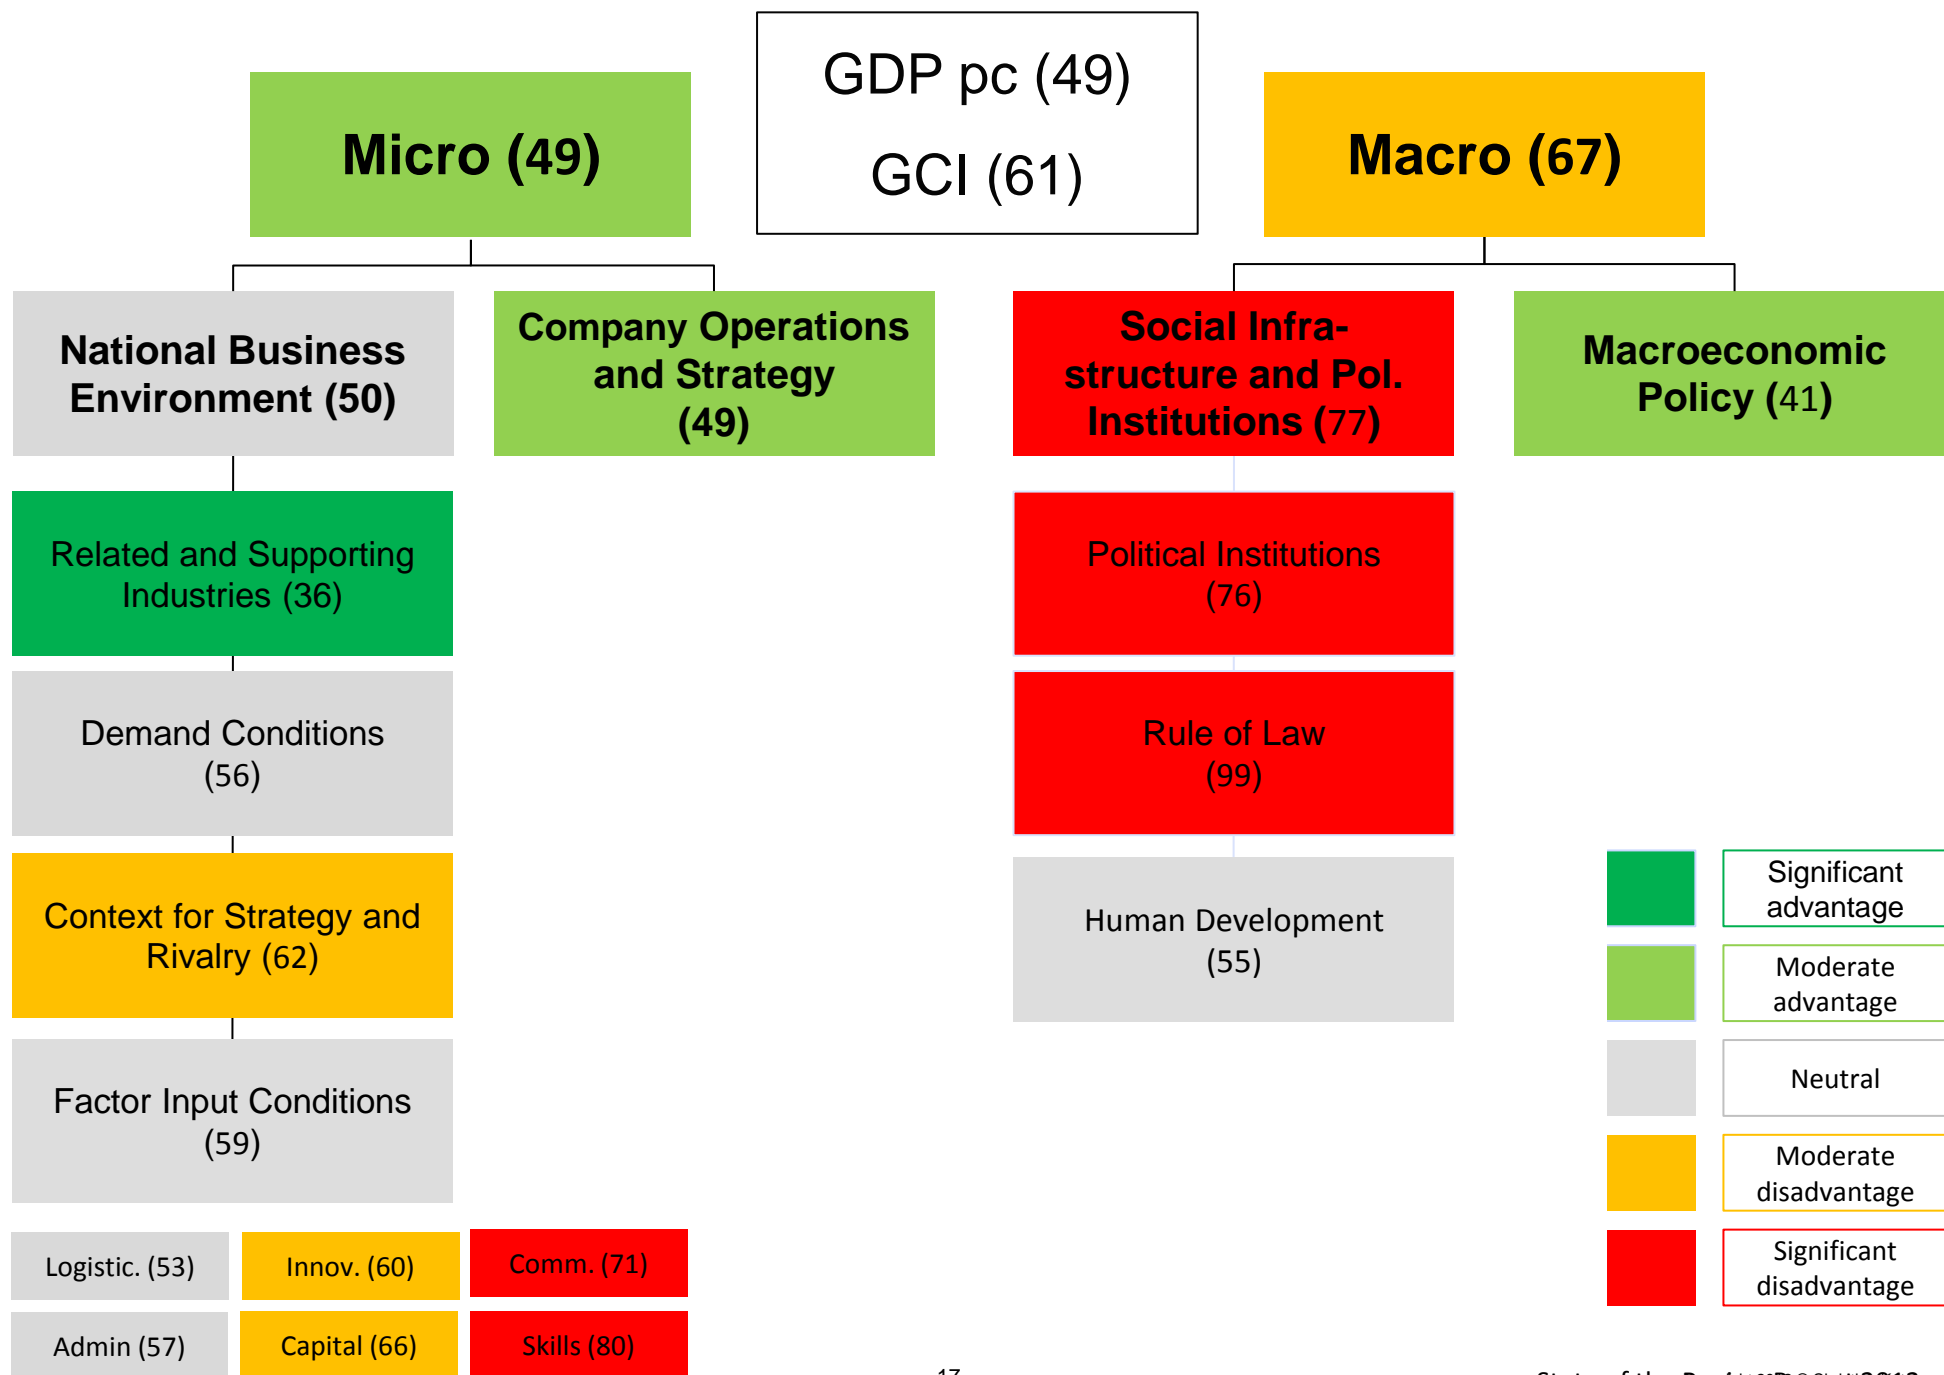 GDP pc (49)
GCI (61)
Micro (49)
Macro (67)
National Business
Environment (50)
Company Operations
and Strategy
(49)
Social Infra-
structure and Pol.
Institutions (77)
Macroeconomic
Policy (41)
Related and Supporting
Industries (36)
Political Institutions
(76)
Demand Conditions
(56)
Rule of Law
(99)
Context for Strategy and
Rivalry (62)
Human Development
(55)
Factor Input Conditions
(59)
Logistic. (53)
Innov. (60)
Comm. (71)
Admin (57)
Capital (66)
Skills (80)
Significant
advantage
Moderate
advantage
Neutral
Moderate
disadvantage
Significant
disadvantage
17